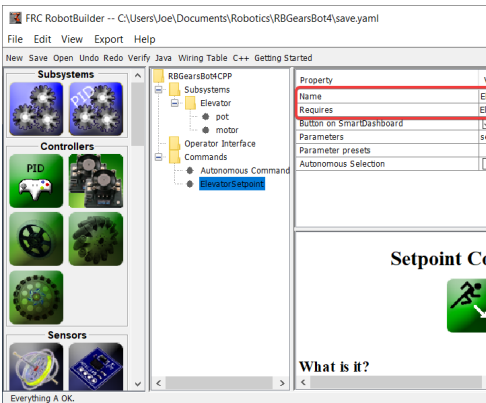 FRC RobotBuilder -- C:\Users\Joe\Documents\Robotics\RBGearsBot4\save.yaml
File Edit View Export Help
New Save Open Undo Redo Verify Java Wiring Table C++ Getting Started
Subsystems
PID
Controllers
PID
Sensors
RBGearsBot4CPP
Subsystems
Elevator
pot
motor
Operator Interface
Commands
Autonomous Command
ElevatorSetpoint
Property
Name
Requires
Button on SmartDashboard
Parameters
Parameter presets
Autonomous Selection
Setpoint
What is it?
Everything A OK.